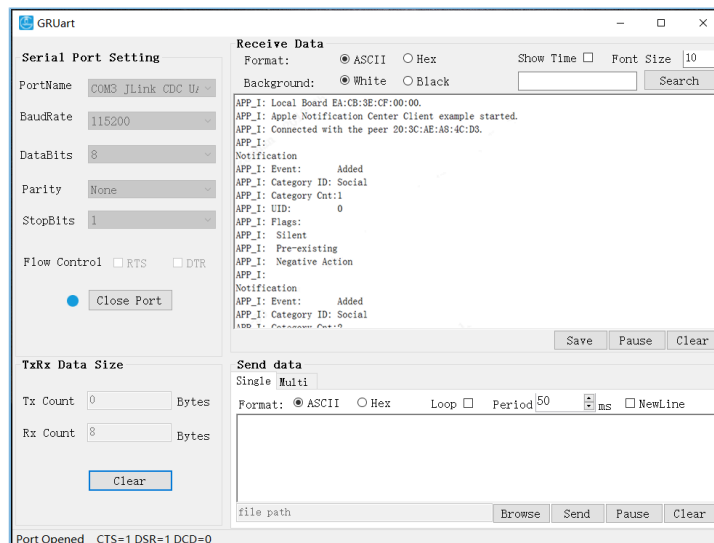 GRUart
Serial Port Setting
PortName COM3 JLink CDC UA
BaudRate 115200
DataBits 8
Parity None
StopBits 1
Flow Control RTS DTR
Close Port
TxRx Data Size
Tx Count 0 Bytes
Rx Count 8 Bytes
Clear
Receive Data
Format: ASCII Hex Show Time Font Size 10
Background: White Black Search
APP_I: Local Board EA:CB:3E:CF:00:00.
APP_I: Apple Notification Center Client example started.
APP_I: Connected with the peer 20:3C:AE:A8:4C:D3.
APP_I:
Notification
APP_I: Event: Added
APP_I: Category ID: Social
APP_I: Category Cnt:1
APP_I: UID: 0
APP_I: Flags:
APP_I: Silent
APP_I: Pre-existing
APP_I: Negative Action
APP_I:
Notification
APP_I: Event: Added
APP_I: Category ID: Social
APP_I: Category Cnt:2
Save Pause Clear
Send data
Single Multi
Format: ASCII Hex Loop Period 50 ms NewLine
file path Browse Send Pause Clear
Port Opened CTS=1 DSR=1 DCD=0